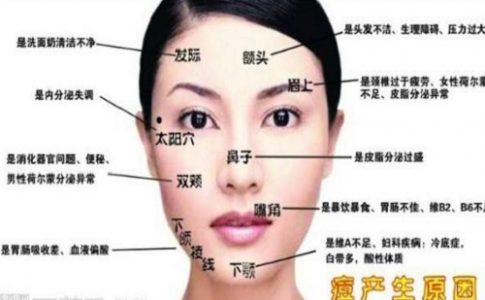 是头发不洁、生理障碍、压力过大
是洗面奶清洁不净
发际
额头
眉上
是颈椎过于疲劳、女性荷尔蒙
不足、皮脂分泌异常
是内分泌失调
太阳穴
鼻子
是消化器官问题、便秘、
男性荷尔蒙分泌异常
是皮脂分泌过盛
双颊
嘴角
是暴饮暴食、肠胃不佳、维B2、B6不足
下颌棱线
是胃肠吸收差、血液偏酸
下颚
是维A不足、妇科疾病：冷底症，
白带多，酸性体质
痘产生原因